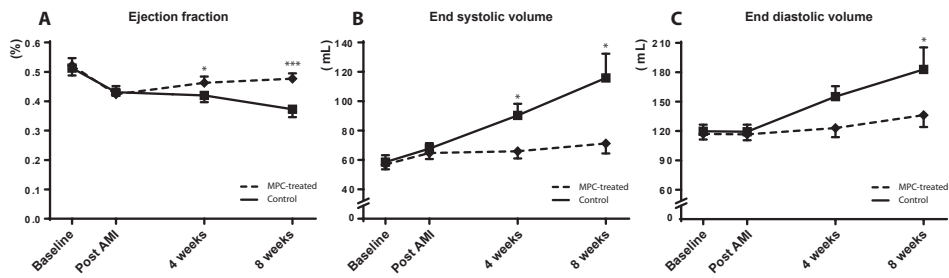 A Ejection fraction
(%)
0.6
0.5
0.4
0.3
0.2
0.1
0.0
*
***
MPC-treated
Control
Baseline
Post AMI
4 weeks
8 weeks
B End systolic volume
( mL)
140
120
100
80
60
40
0
*
*
MPC-treated
Control
Baseline
Post AMI
4 weeks
8 weeks
C End diastolic volume
( mL)
210
180
150
120
90
60
0
*
MPC-treated
Control
Baseline
Post AMI
4 weeks
8 weeks